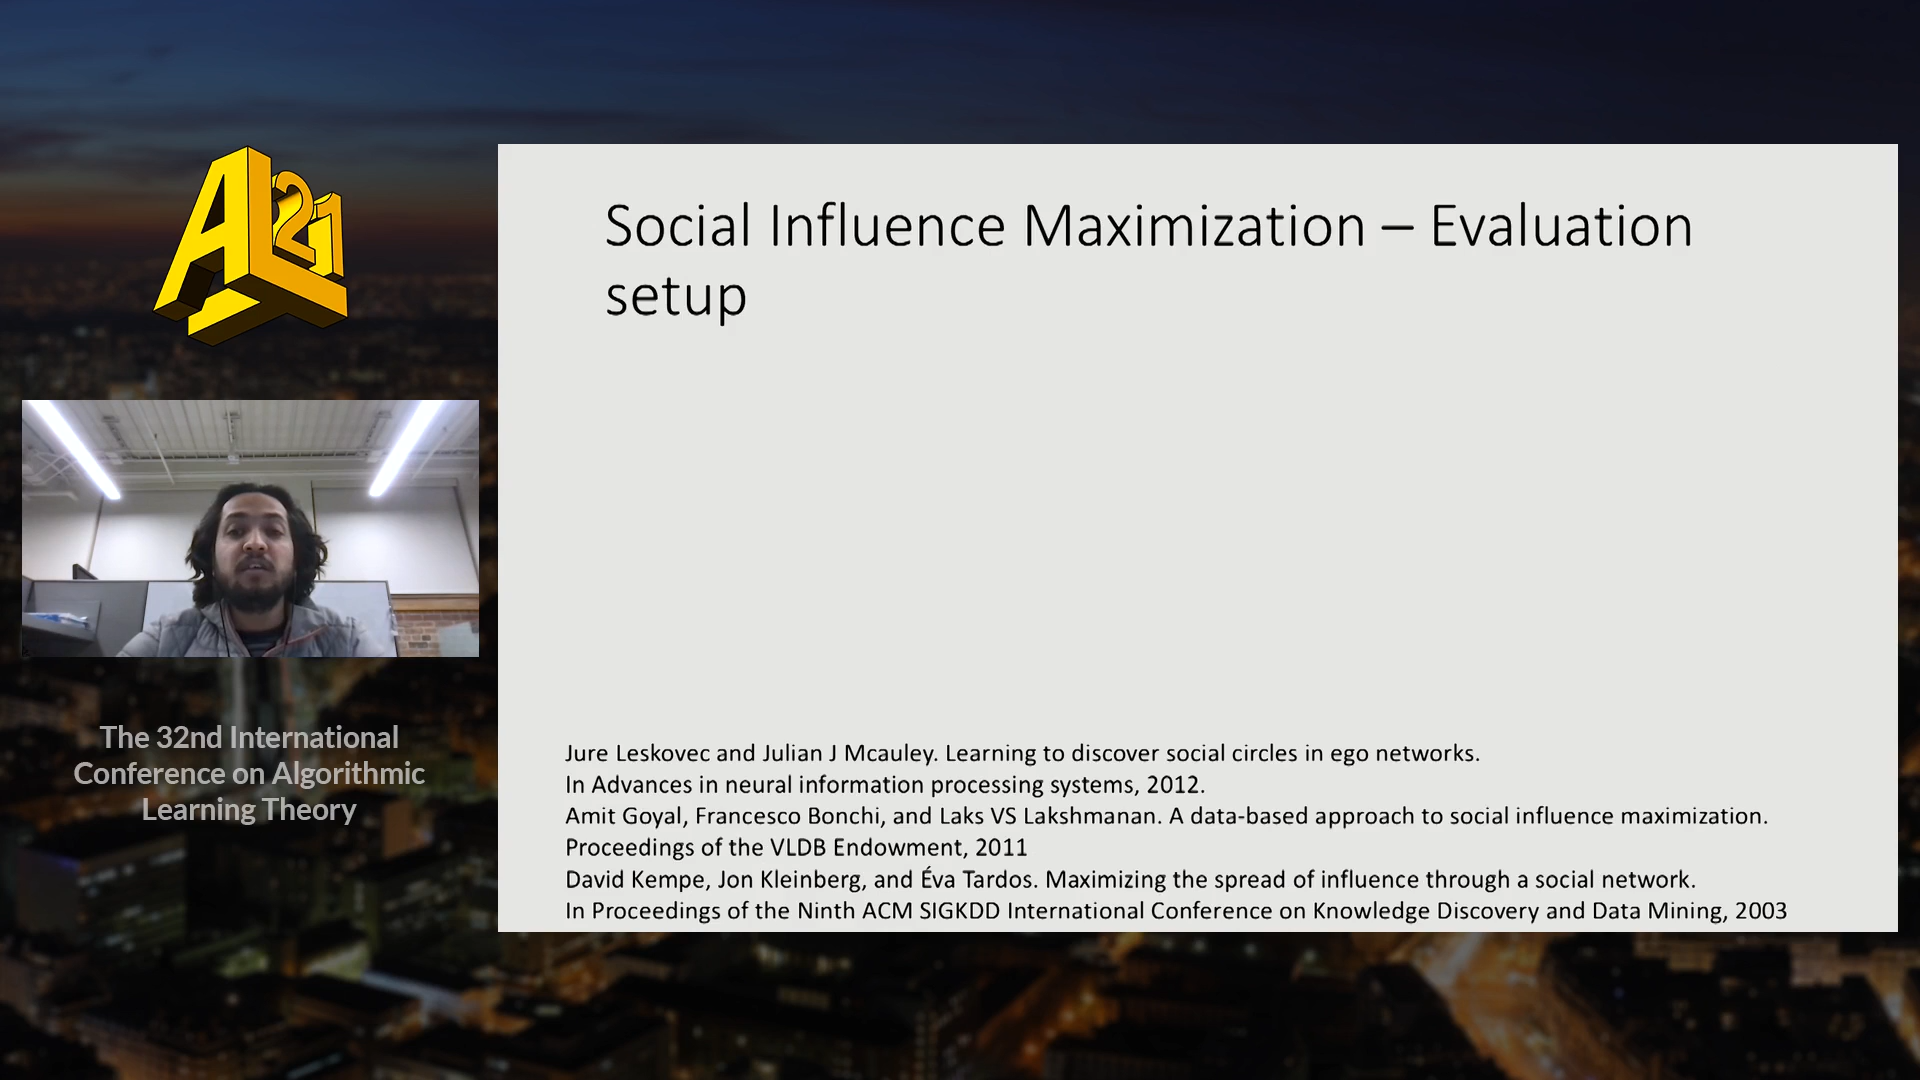 AL
21
The 32nd International
Conference on Algorithmic
Learning Theory
Social Influence Maximization – Evaluation
setup
Jure Leskovec and Julian J Mcauley. Learning to discover social circles in ego networks.
In Advances in neural information processing systems, 2012.
Amit Goyal, Francesco Bonchi, and Laks VS Lakshmanan. A data-based approach to social influence maximization.
Proceedings of the VLDB Endowment, 2011
David Kempe, Jon Kleinberg, and Éva Tardos. Maximizing the spread of influence through a social network.
In Proceedings of the Ninth ACM SIGKDD International Conference on Knowledge Discovery and Data Mining, 2003